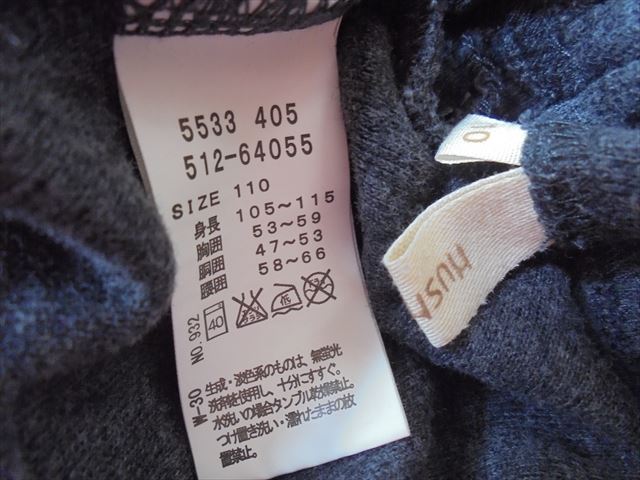 5533 405
512-64055
SIZE 110
身長 105～115
胸囲 53～59
胴囲 47～53
腰囲 58～66
NO.932
40
低
W-30
生成・淡色系のものは、無蛍光
洗剤を使用し、十分にすすぐ。
水洗いの場合タンブル乾燥禁止。
つけ置き洗い・濡れたままの放
置禁止。
MUSA